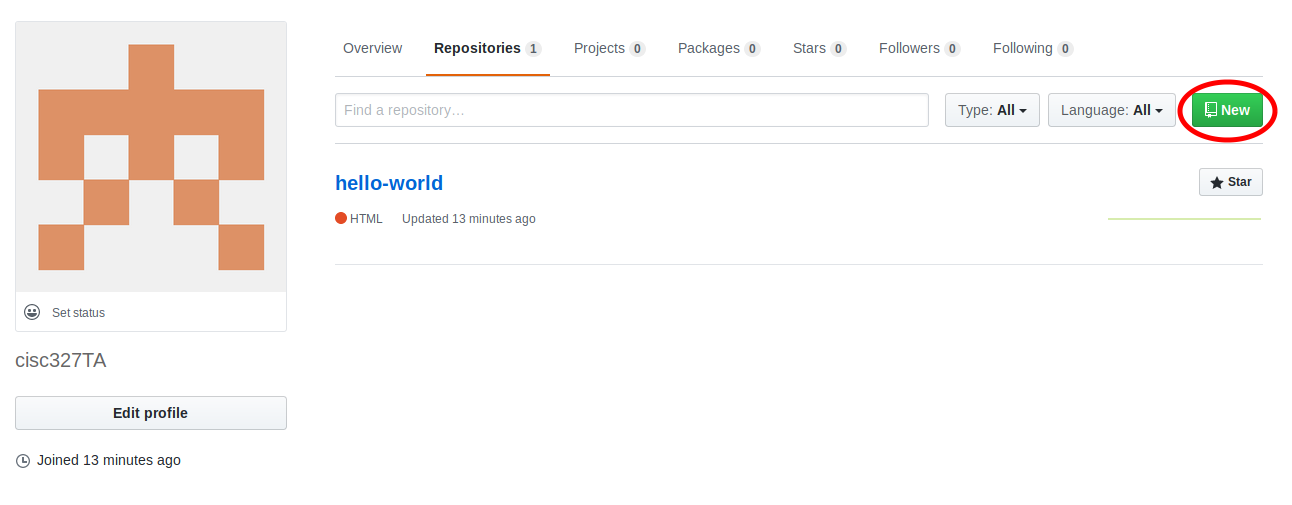 Overview Repositories 1 Projects 0 Packages 0 Stars 0 Followers 0 Following 0
Find a repository… Type: All Language: All New
hello-world Star
HTML Updated 13 minutes ago
Set status
cisc327TA
Edit profile
Joined 13 minutes ago